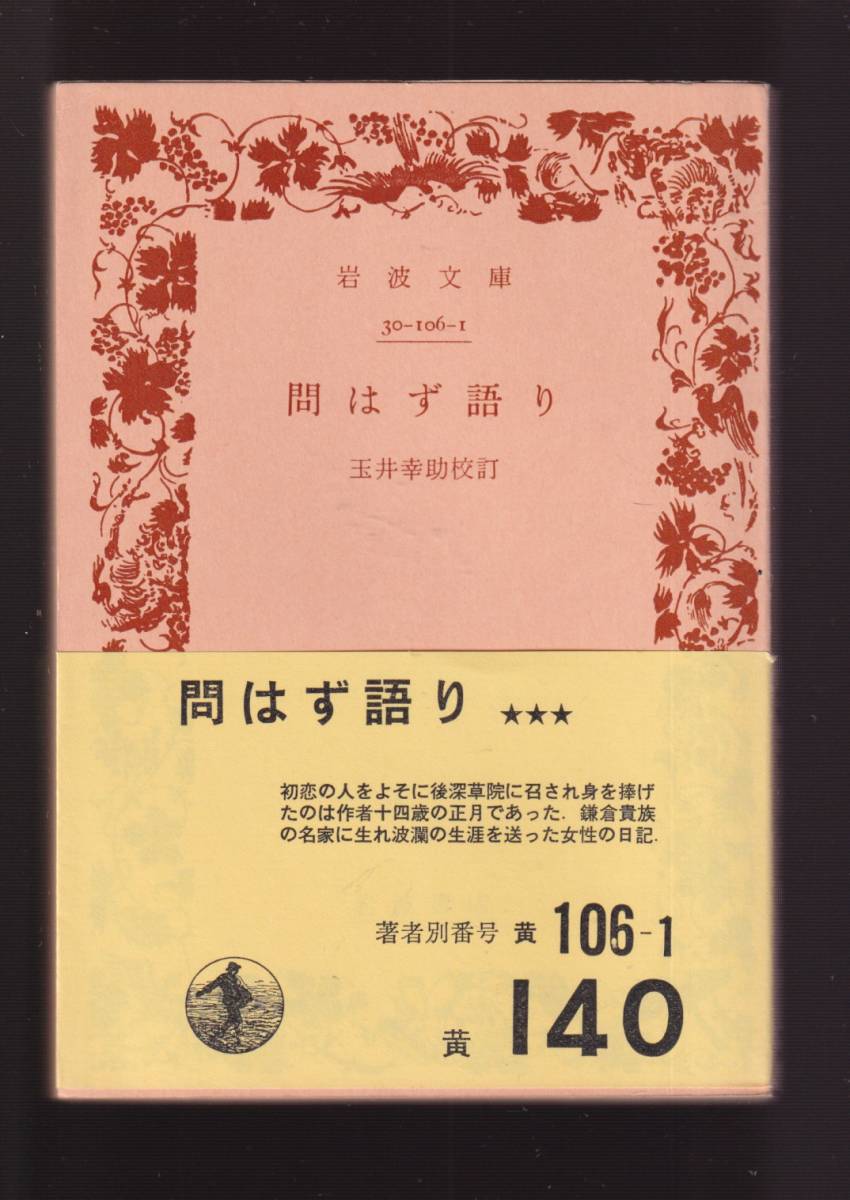 岩波文庫
30-106-1
問はず語り
玉井幸助校訂
問はず語り ★★★
初恋の人をよそに後深草院に召され身を捧げ
たのは作者十四歳の正月であった．鎌倉貴族
の名家に生れ波瀾の生涯を送った女性の日記．
著者別番号 黄 106-1
黄 140